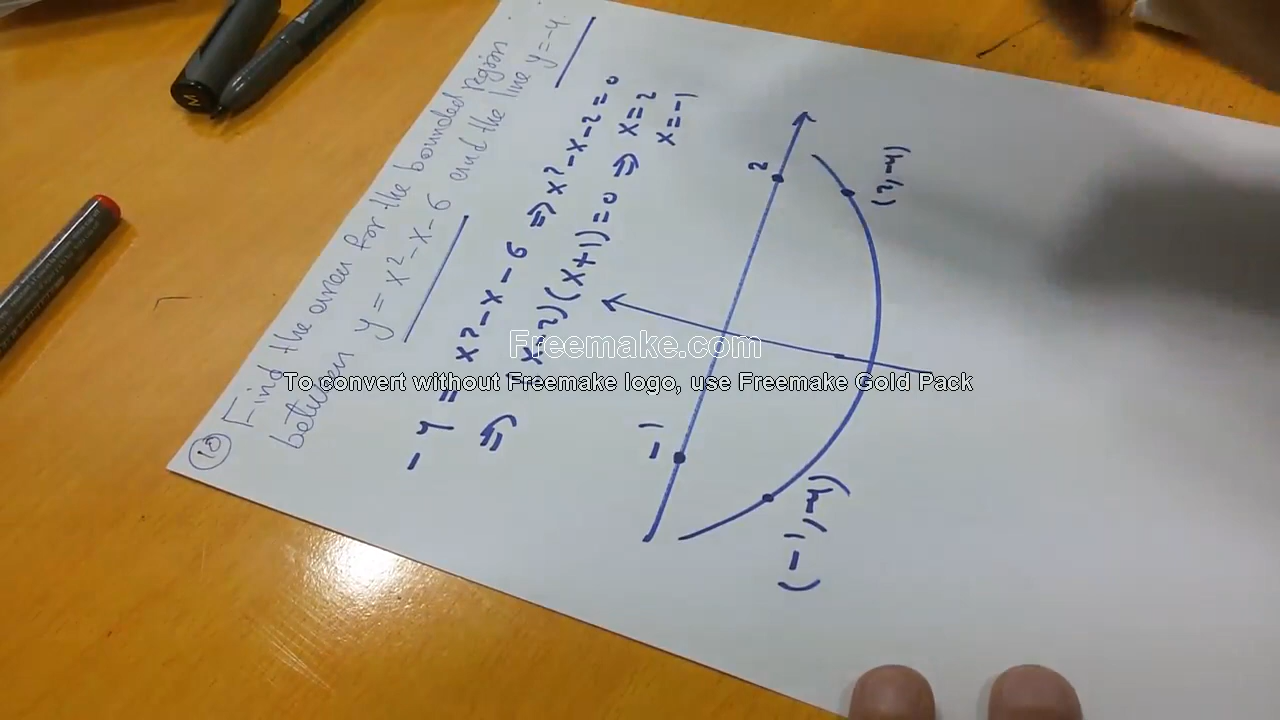 10 Find the area for the bounded region
between y = x² - x - 6 and the line y = -4.
-4 = x² - x - 6 ⇒ x² - x - 2 = 0
⇒ (x-2)(x+1) = 0 ⇒ x = 2
x = -1
-1
2
(-1, -4)
(2, -4)
Freemake.com
To convert without Freemake logo, use Freemake Gold Pack